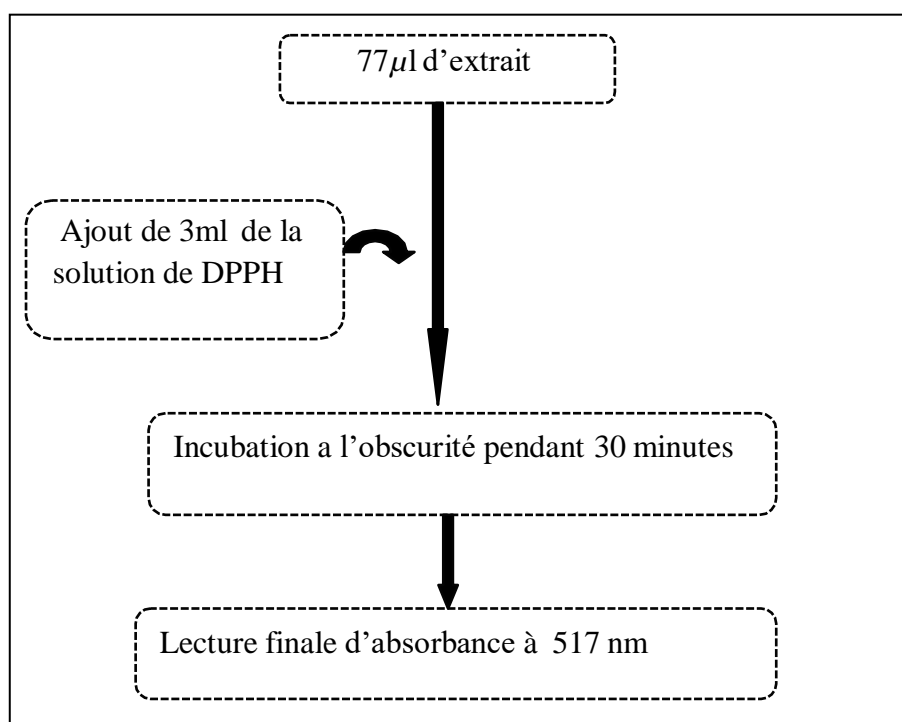 77µl d’extrait
Ajout de 3ml de la
solution de DPPH
Incubation a l’obscurité pendant 30 minutes
Lecture finale d’absorbance à 517 nm